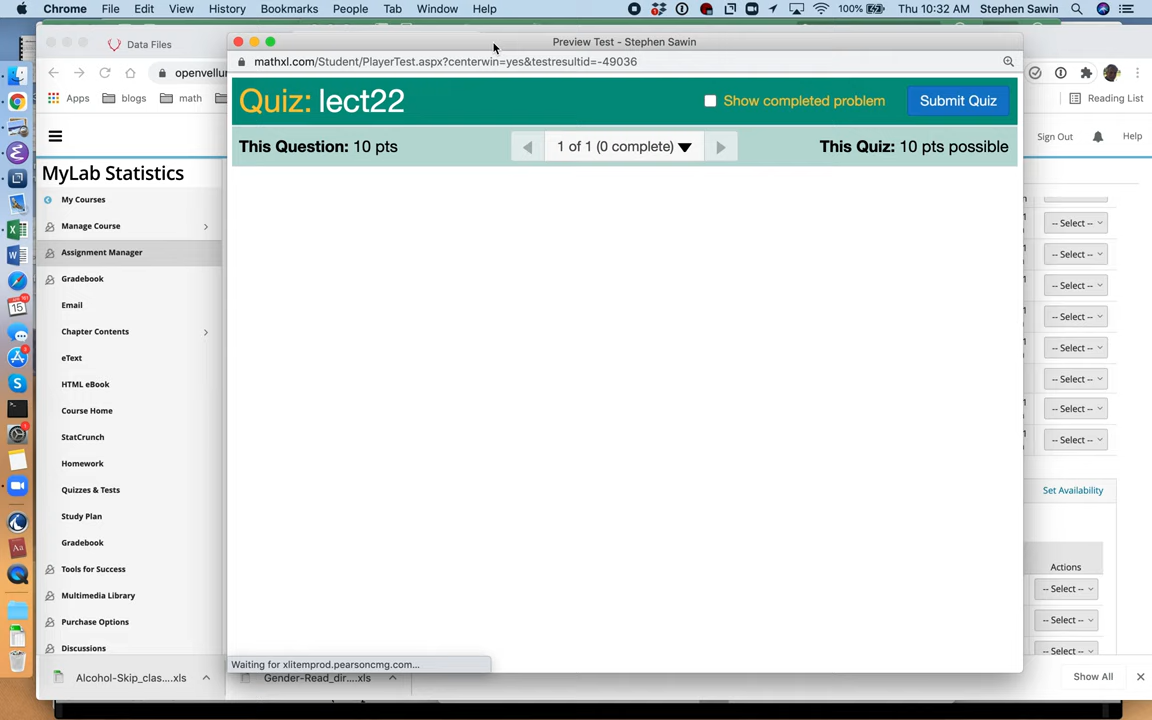 Chrome File Edit View History Bookmarks People Tab Window Help 100% Thu 10:32 AM Stephen Sawin
Data Files
Preview Test - Stephen Sawin
openvellum
mathxl.com/Student/PlayerTest.aspx?centerwin=yes&testresultid=-49036
Apps blogs math
Reading List
Quiz: lect22
Show completed problem
Submit Quiz
This Question: 10 pts
1 of 1 (0 complete)
This Quiz: 10 pts possible
Sign Out
Help
MyLab Statistics
My Courses
Manage Course
-- Select --
Assignment Manager
-- Select --
Gradebook
-- Select --
Email
-- Select --
Chapter Contents
-- Select --
eText
-- Select --
HTML eBook
Course Home
-- Select --
StatCrunch
-- Select --
Homework
Quizzes & Tests
Set Availability
Study Plan
Gradebook
Actions
Tools for Success
-- Select --
Multimedia Library
Purchase Options
-- Select --
Discussions
-- Select --
Waiting for xlitemprod.pearsoncmg.com...
Alcohol-Skip_clas....xls
Gender-Read_dir....xls
Show All